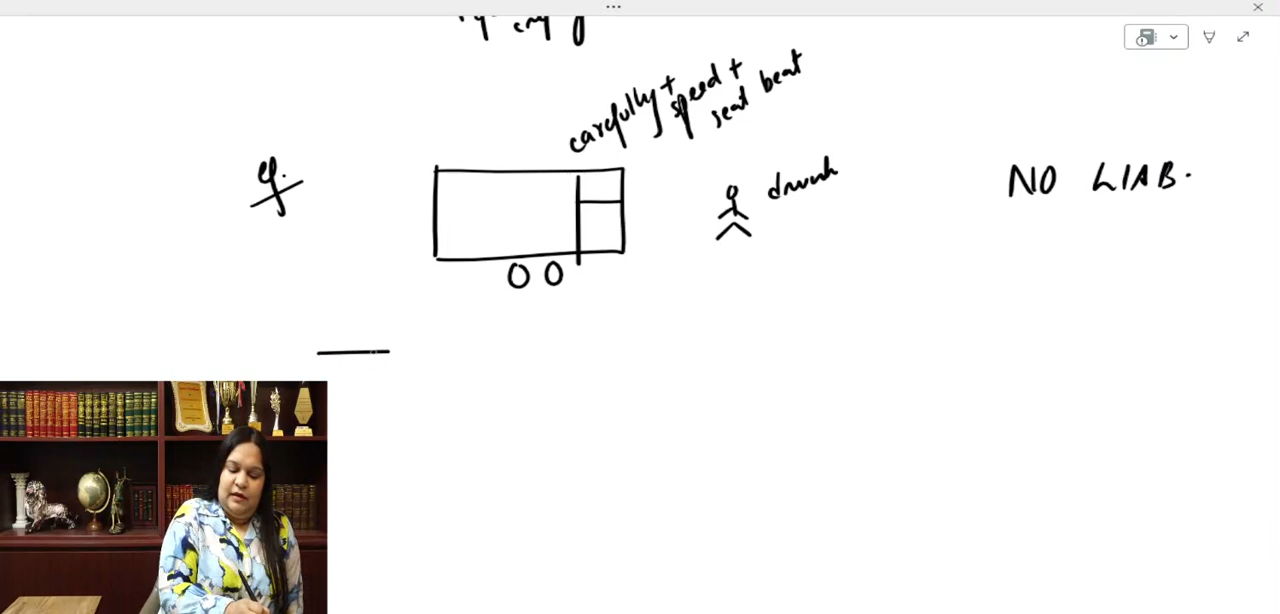 carefully +
speed +
seat beat
eg.
drunk
NO LIAB.